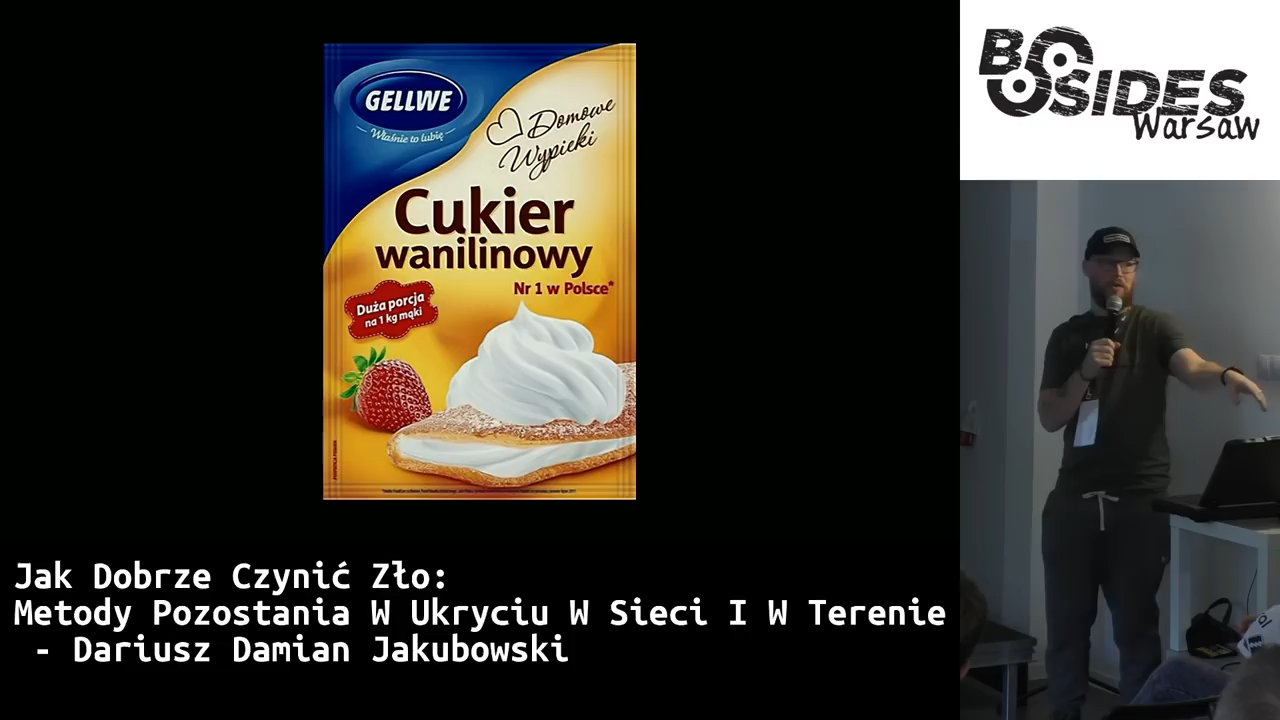 GELLWE
Właśnie to lubię
Domowe
Wypieki
Cukier
wanilinowy
Nr 1 w Polsce*
Duża porcja
na 1 kg mąki
BSIDES
Warsaw
Jak Dobrze Czynić Zło:
Metody Pozostania W Ukryciu W Sieci I W Terenie
- Dariusz Damian Jakubowski